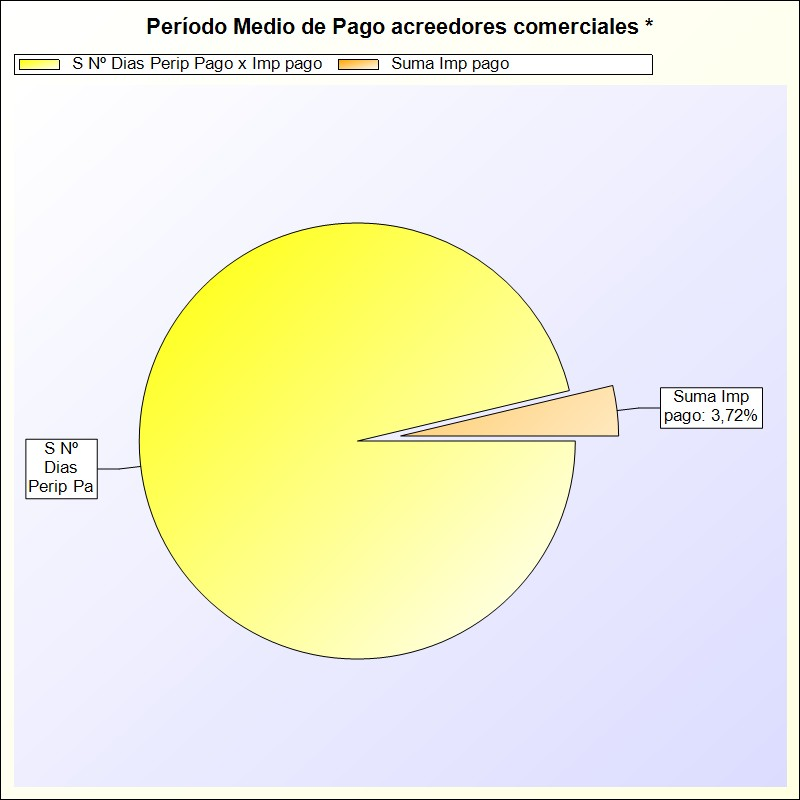 Período Medio de Pago acreedores comerciales *
S Nº Dias Perip Pago x Imp pago Suma Imp pago
Suma Imp
pago: 3,72%
S Nº
Dias
Perip Pa